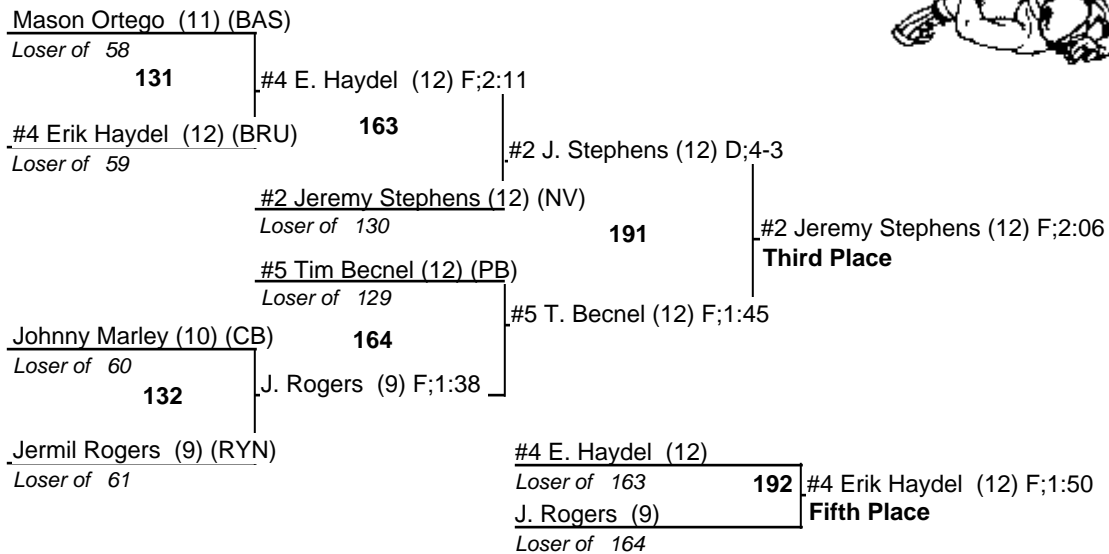 Mason Ortego (11) (BAS)
Loser of 58
131
#4 E. Haydel (12) F;2:11
#4 Erik Haydel (12) (BRU)
Loser of 59
163
#2 J. Stephens (12) D;4-3
#2 Jeremy Stephens (12) (NV)
Loser of 130
191
#2 Jeremy Stephens (12) F;2:06
Third Place
#5 Tim Becnel (12) (PB)
Loser of 129
#5 T. Becnel (12) F;1:45
Johnny Marley (10) (CB)
Loser of 60
164
132
J. Rogers (9) F;1:38
Jermil Rogers (9) (RYN)
Loser of 61
#4 E. Haydel (12)
Loser of 163
192
#4 Erik Haydel (12) F;1:50
Fifth Place
J. Rogers (9)
Loser of 164